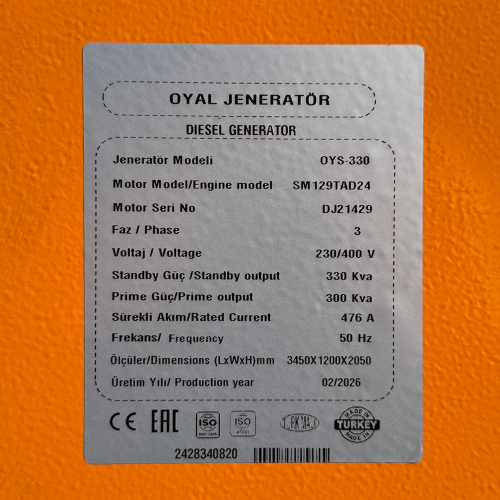 OYAL JENERATÖR
DIESEL GENERATOR
Jeneratör Modeli OYS-330
Motor Model/Engine model SM129TAD24
Motor Seri No DJ21429
Faz / Phase 3
Voltaj / Voltage 230/400 V
Standby Güç /Standby output 330 Kva
Prime Güç/Prime output 300 Kva
Sürekli Akım/Rated Current 476 A
Frekans/ Frequency 50 Hz
Ölçüler/Dimensions (LxWxH)mm 3450X1200X2050
Üretim Yılı/ Production year 02/2026
CE EAC ISO ISO MADE IN TURKEY MADE IN
2428340820